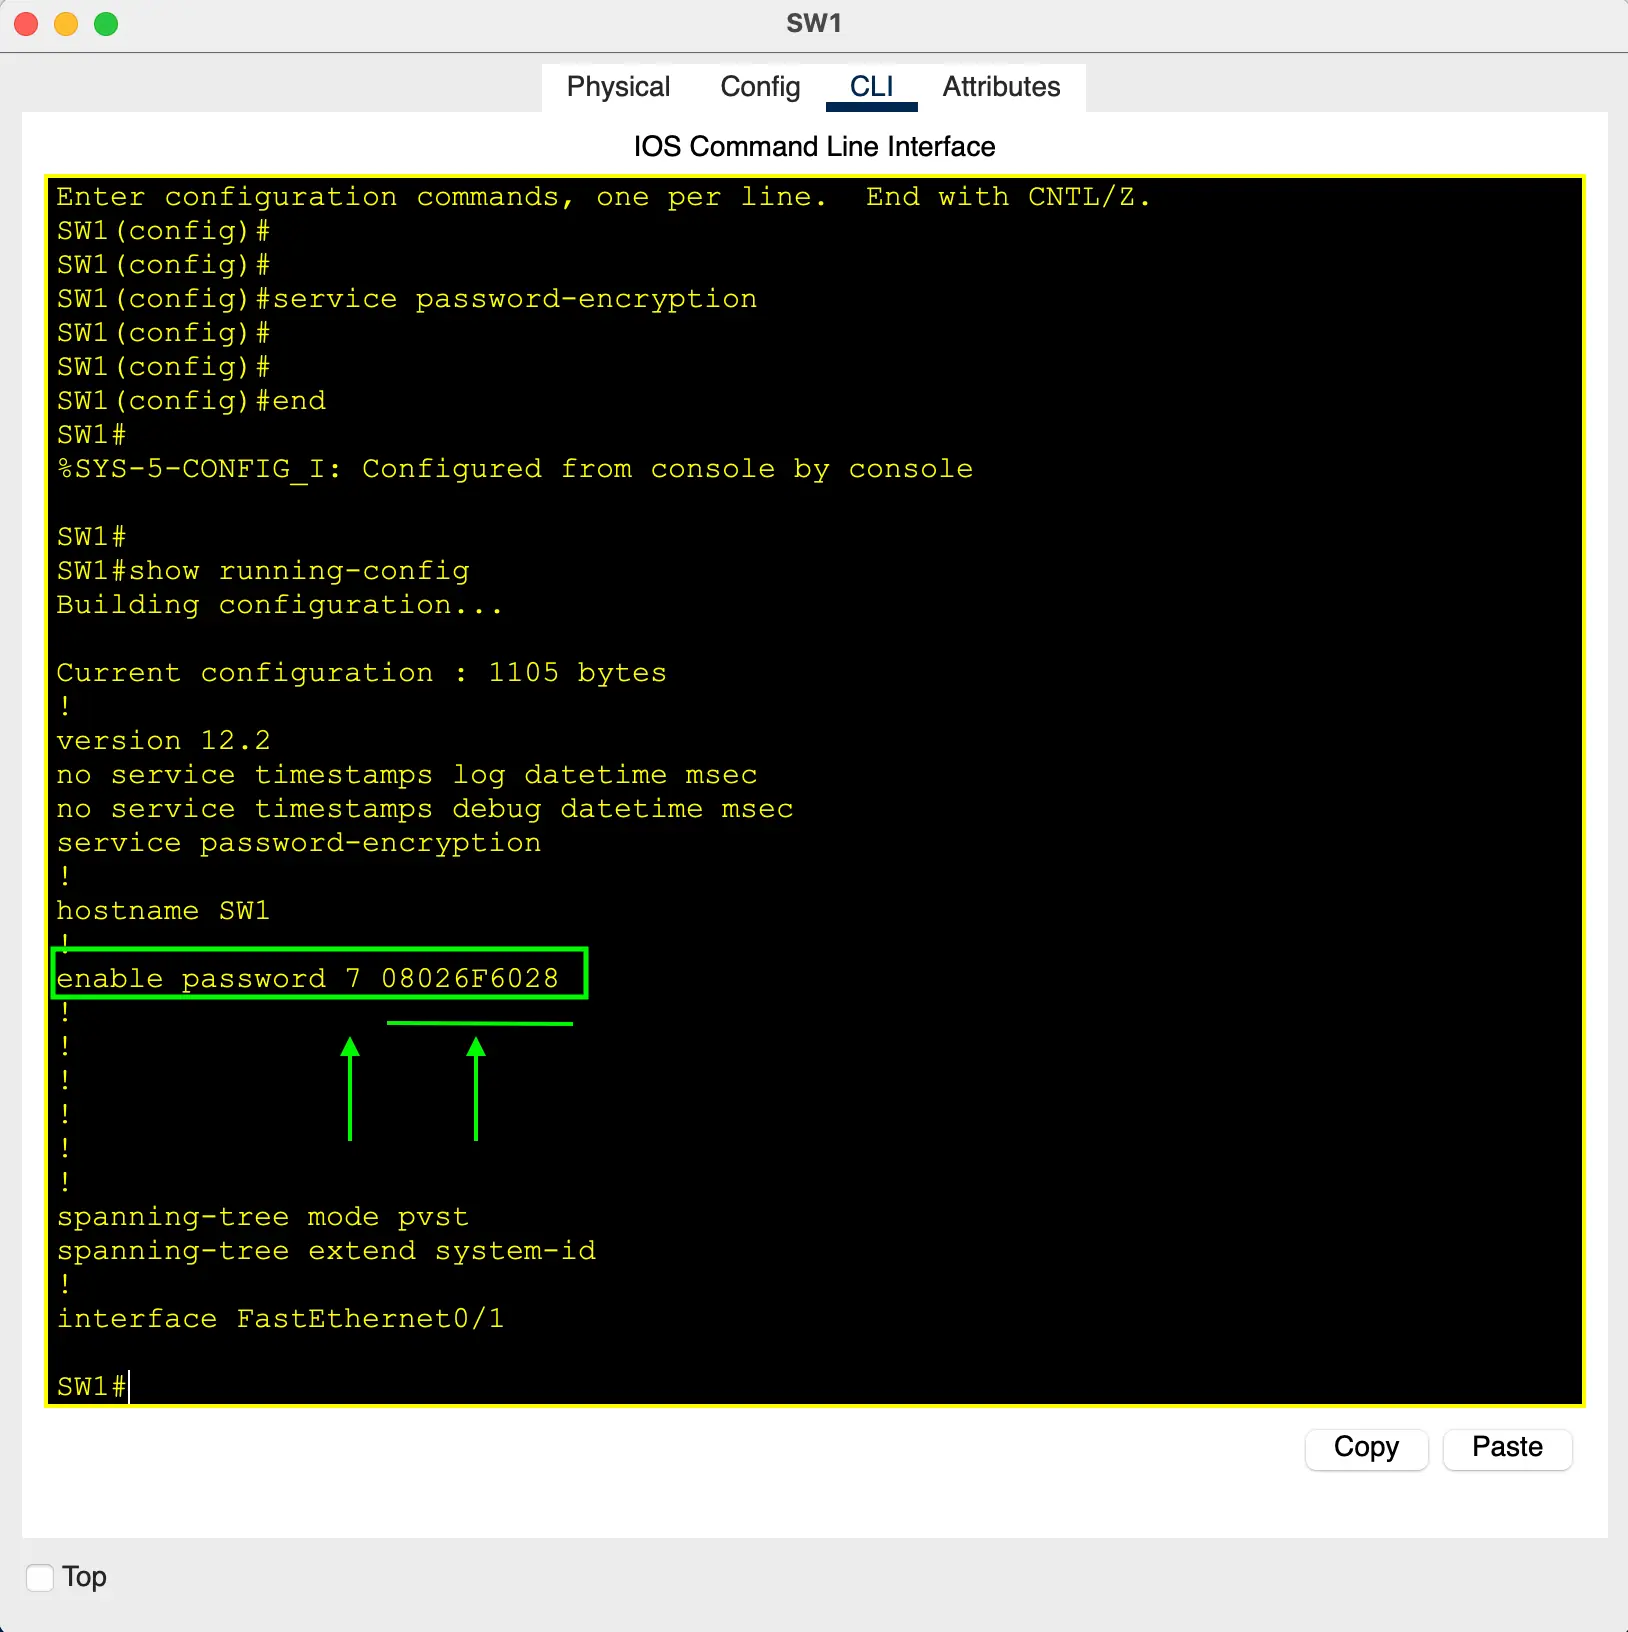 SW1
Physical Config CLI Attributes
IOS Command Line Interface
Enter configuration commands, one per line.  End with CNTL/Z.
SW1(config)#
SW1(config)#
SW1(config)#service password-encryption
SW1(config)#
SW1(config)#
SW1(config)#end
SW1#
%SYS-5-CONFIG_I: Configured from console by console
SW1#
SW1#show running-config
Building configuration...
Current configuration : 1105 bytes
!
version 12.2
no service timestamps log datetime msec
no service timestamps debug datetime msec
service password-encryption
!
hostname SW1
!
enable password 7 08026F6028
!
!
!
!
!
!
spanning-tree mode pvst
spanning-tree extend system-id
!
interface FastEthernet0/1
SW1#
Copy Paste
Top